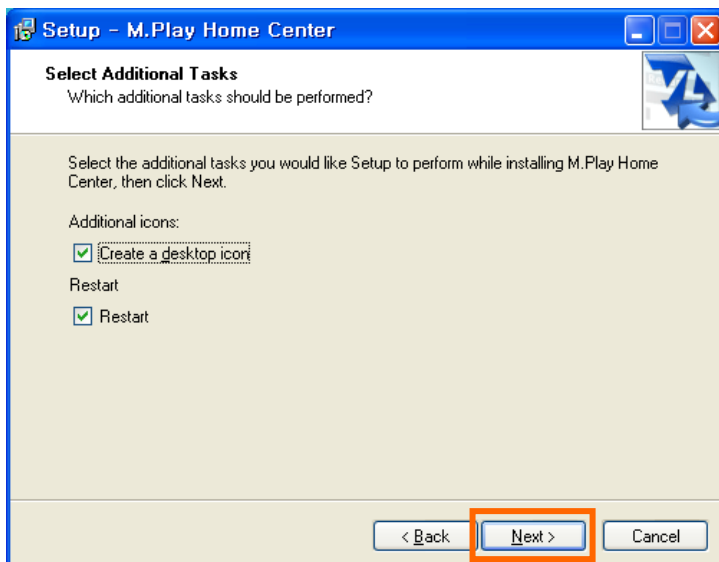 Setup - M.Play Home Center
Select Additional Tasks
Which additional tasks should be performed?
Select the additional tasks you would like Setup to perform while installing M.Play Home
Center, then click Next.
Additional icons:
Create a desktop icon
Restart
Restart
< Back
Next >
Cancel